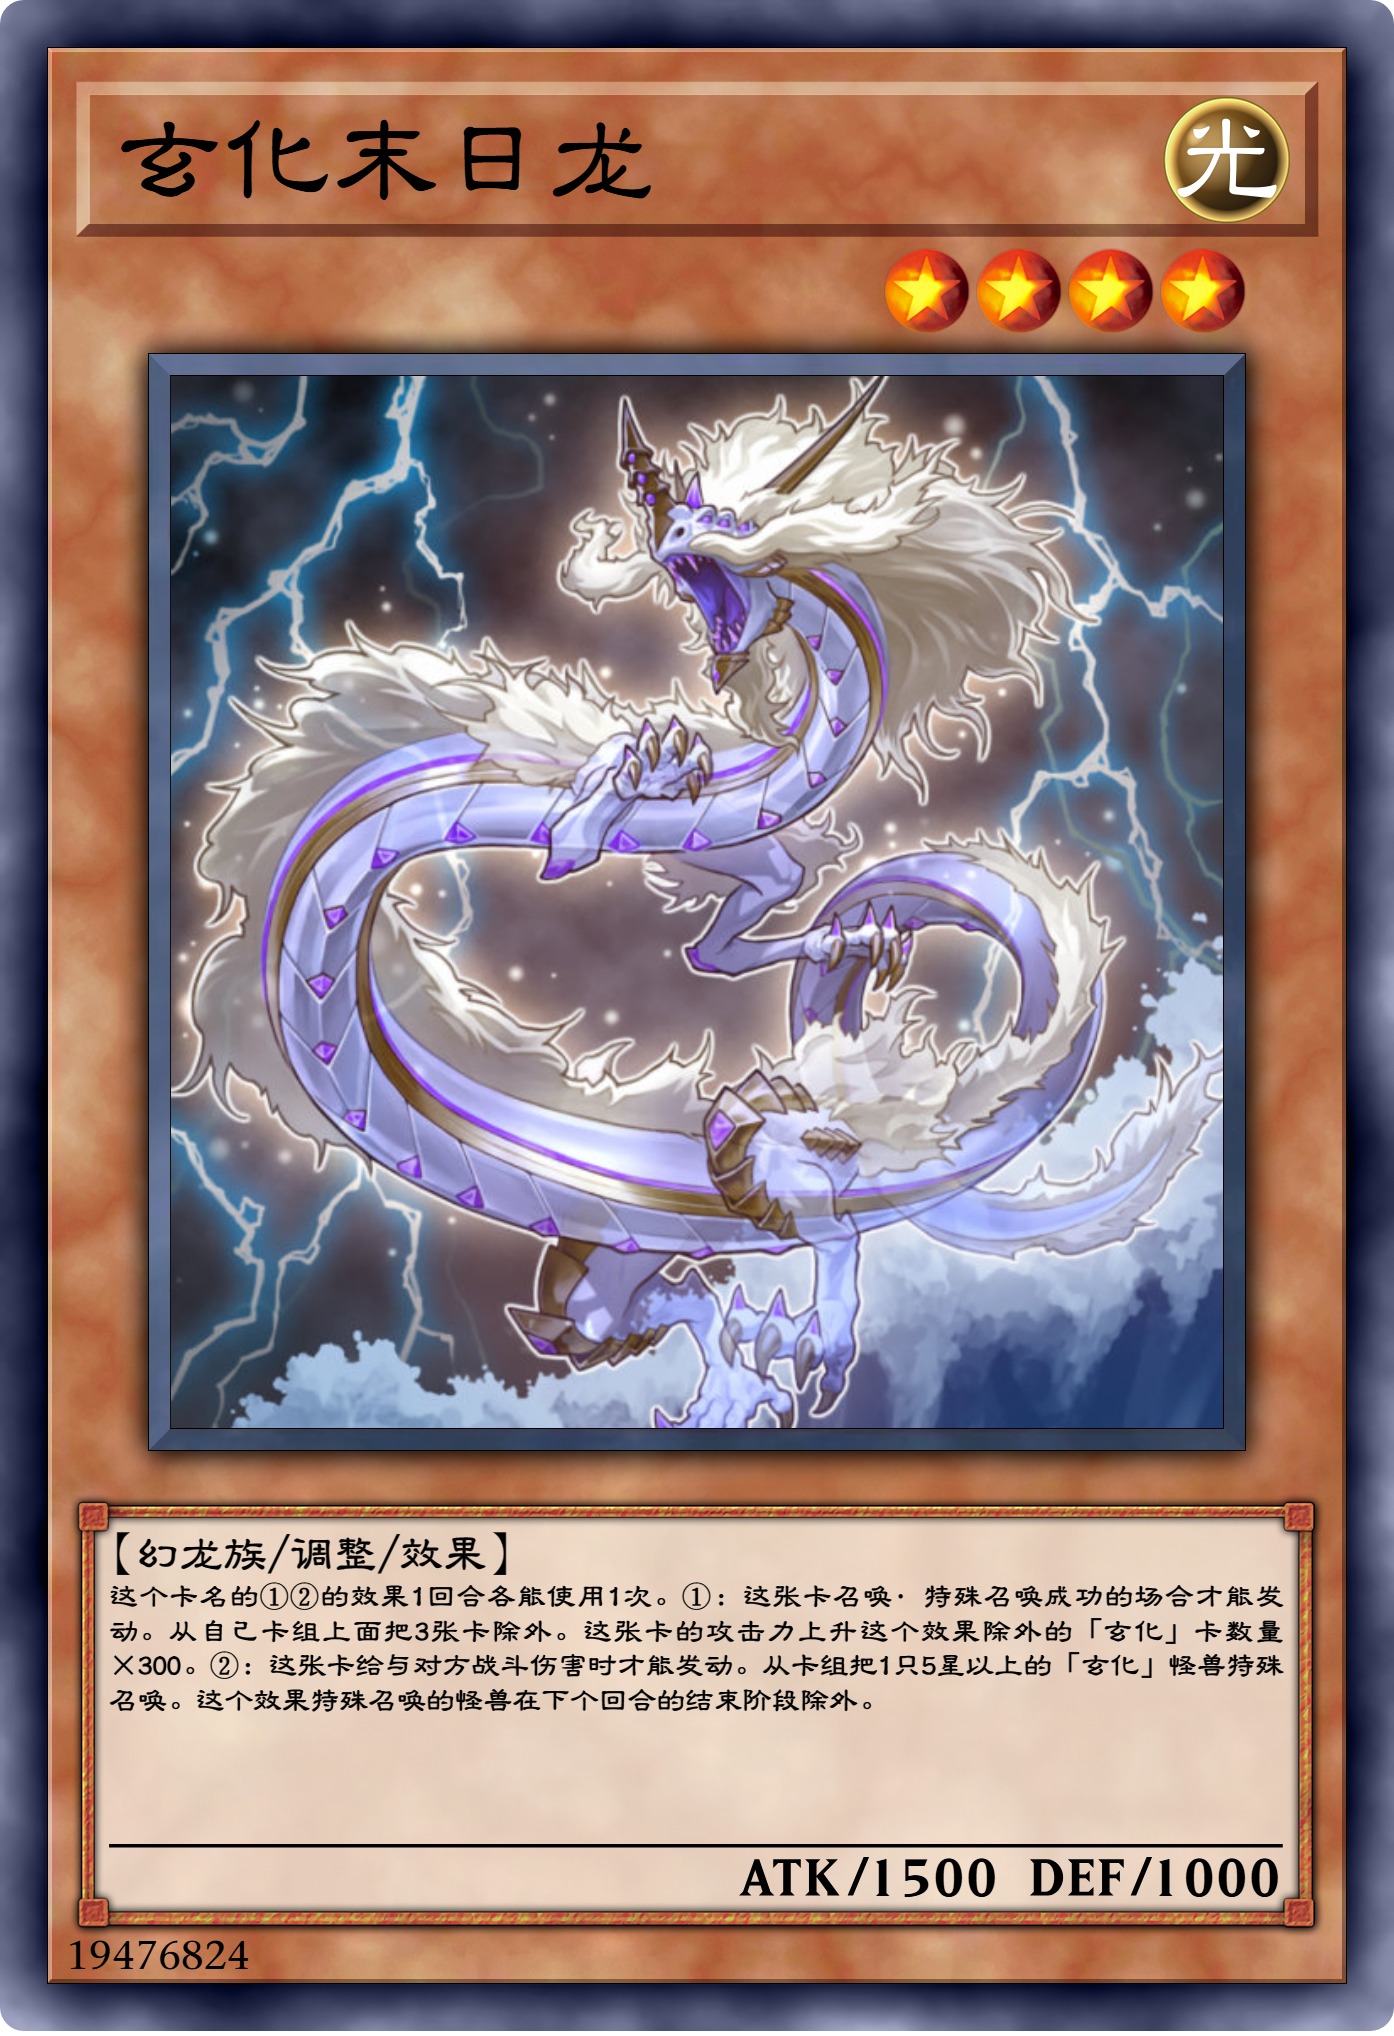 玄化末日龙
光
【幻龙族/调整/效果】
这个卡名的①②的效果1回合各能使用1次。①：这张卡召唤·特殊召唤成功的场合才能发
动。从自己卡组上面把3张卡除外。这张卡的攻击力上升这个效果除外的「玄化」卡数量
×300。②：这张卡给与对方战斗伤害时才能发动。从卡组把1只5星以上的「玄化」怪兽特殊
召唤。这个效果特殊召唤的怪兽在下个回合的结束阶段除外。
ATK/1500 DEF/1000
19476824